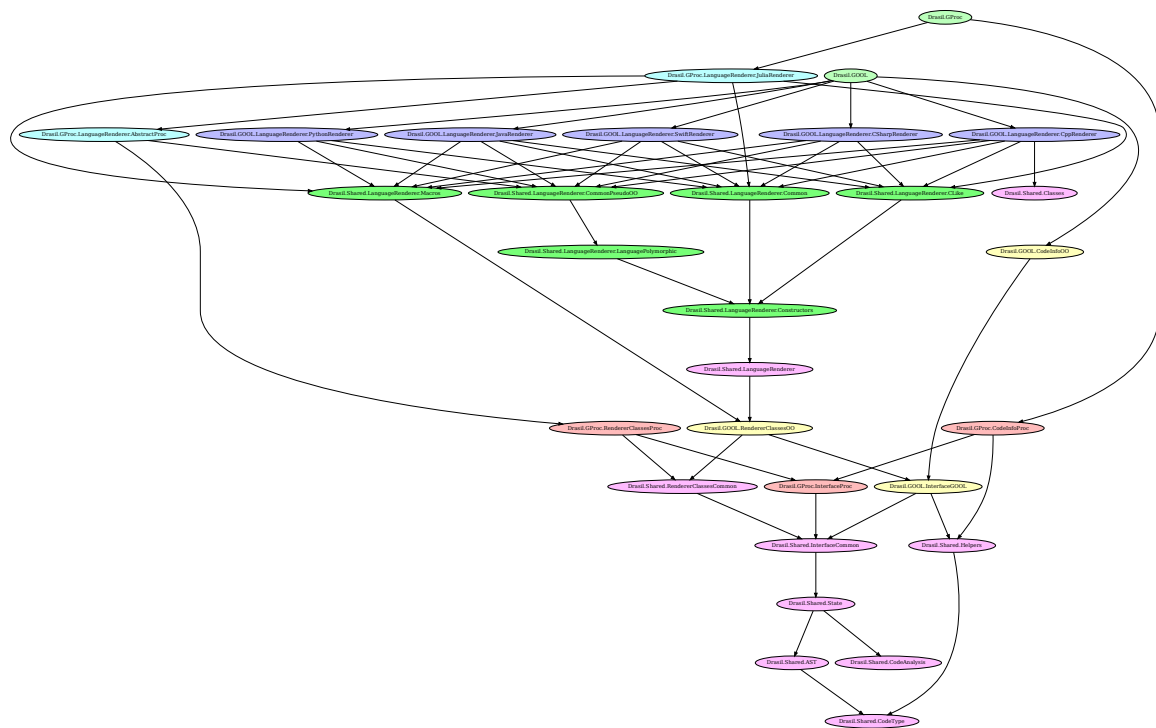 Drasil.GProc
Drasil.GProc.LanguageRenderer.JuliaRenderer
Drasil.GOOL
Drasil.GProc.LanguageRenderer.AbstractProc
Drasil.GOOL.LanguageRenderer.PythonRenderer
Drasil.GOOL.LanguageRenderer.JavaRenderer
Drasil.GOOL.LanguageRenderer.SwiftRenderer
Drasil.GOOL.LanguageRenderer.CSharpRenderer
Drasil.GOOL.LanguageRenderer.CppRenderer
Drasil.Shared.LanguageRenderer.Macros
Drasil.Shared.LanguageRenderer.CommonPseudoOO
Drasil.Shared.LanguageRenderer.Common
Drasil.Shared.LanguageRenderer.CLike
Drasil.Shared.Classes
Drasil.Shared.LanguageRenderer.LanguagePolymorphic
Drasil.GOOL.CodeInfoOO
Drasil.Shared.LanguageRenderer.Constructors
Drasil.Shared.LanguageRenderer
Drasil.GProc.RendererClassesProc
Drasil.GOOL.RendererClassesOO
Drasil.GProc.CodeInfoProc
Drasil.Shared.RendererClassesCommon
Drasil.GProc.InterfaceProc
Drasil.GOOL.InterfaceGOOL
Drasil.Shared.InterfaceCommon
Drasil.Shared.Helpers
Drasil.Shared.State
Drasil.Shared.AST
Drasil.Shared.CodeAnalysis
Drasil.Shared.CodeType